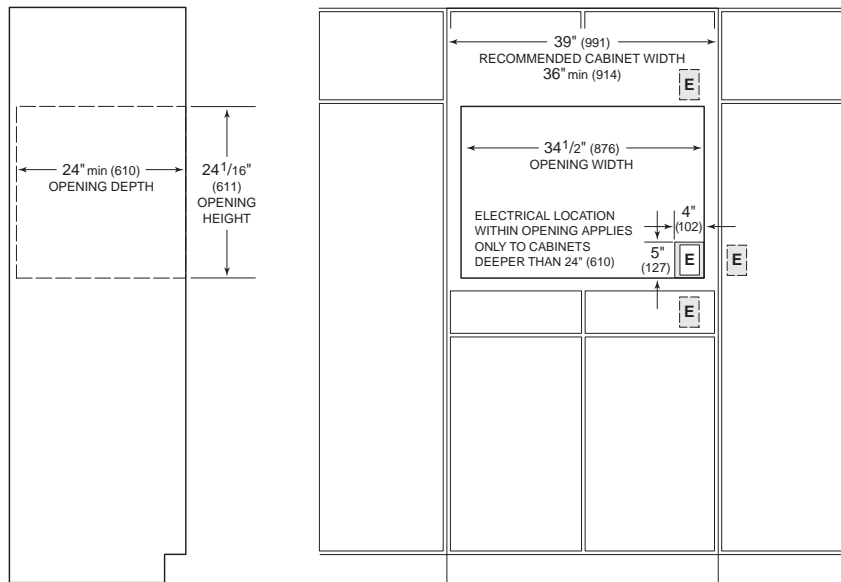 39" (991)
RECOMMENDED CABINET WIDTH
36" min (914)
E
24" min (610)
OPENING DEPTH
24 1/16"
(611)
OPENING
HEIGHT
34 1/2" (876)
OPENING WIDTH
ELECTRICAL LOCATION
WITHIN OPENING APPLIES
ONLY TO CABINETS
DEEPER THAN 24" (610)
4"
(102)
5"
(127)
E
E
E